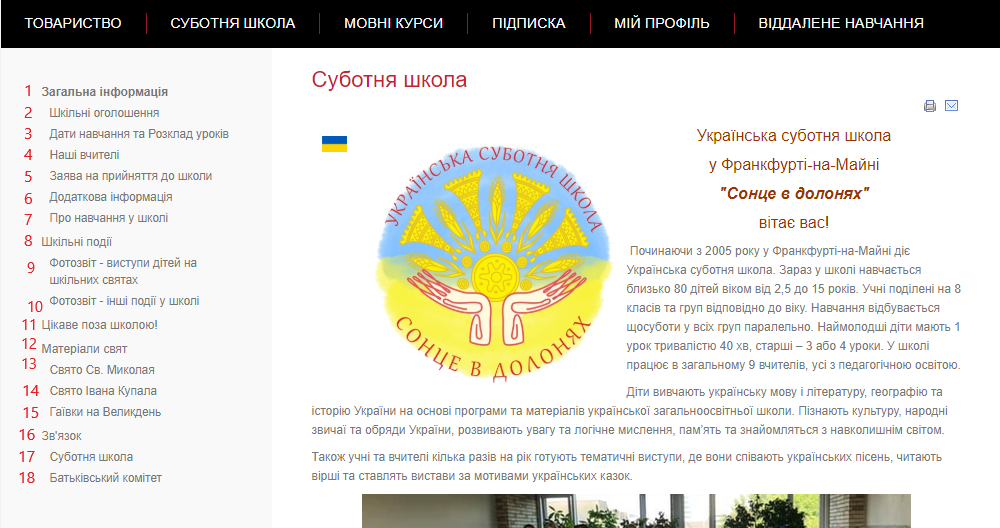 ТОВАРИСТВО СУБОТНЯ ШКОЛА МОВНІ КУРСИ ПІДПИСКА МІЙ ПРОФІЛЬ ВІДДАЛЕНЕ НАВЧАННЯ
1 Загальна інформація
2 Шкільні оголошення
3 Дати навчання та Розклад уроків
4 Наші вчителі
5 Заява на прийняття до школи
6 Додаткова інформація
7 Про навчання у школі
8 Шкільні події
9 Фотозвіт - виступи дітей на
шкільних святах
10 Фотозвіт - інші події у школі
11 Цікаве поза школою!
12 Матеріали свят
13 Свято Св. Миколая
14 Свято Івана Купала
15 Гаївки на Великдень
16 Зв'язок
17 Суботня школа
18 Батьківський комітет
Суботня школа
УКРАЇНСЬКА СУБОТНЯ ШКОЛА
СОНЦЕ В ДОЛОНЯХ
Українська суботня школа
у Франкфурті-на-Майні
"Сонце в долонях"
вітає вас!
Починаючи з 2005 року у Франкфурті-на-Майні діє
Українська суботня школа. Зараз у школі навчається
близько 80 дітей віком від 2,5 до 15 років. Учні поділені на 8
класів та груп відповідно до віку. Навчання відбувається
щосуботи у всіх груп паралельно. Наймолодші діти мають 1
урок тривалістю 40 хв, старші – 3 або 4 уроки. У школі
працює в загальному 9 вчителів, усі з педагогічною освітою.
Діти вивчають українську мову і літературу, географію та
історію України на основі програми та матеріалів української загальноосвітньої школи. Пізнають культуру, народні
звичаї та обряди України, розвивають увагу та логічне мислення, пам'ять та знайомляться з навколишнім світом.
Також учні та вчителі кілька разів на рік готують тематичні виступи, де вони співають українських пісень, читають
вірші та ставлять вистави за мотивами українських казок.